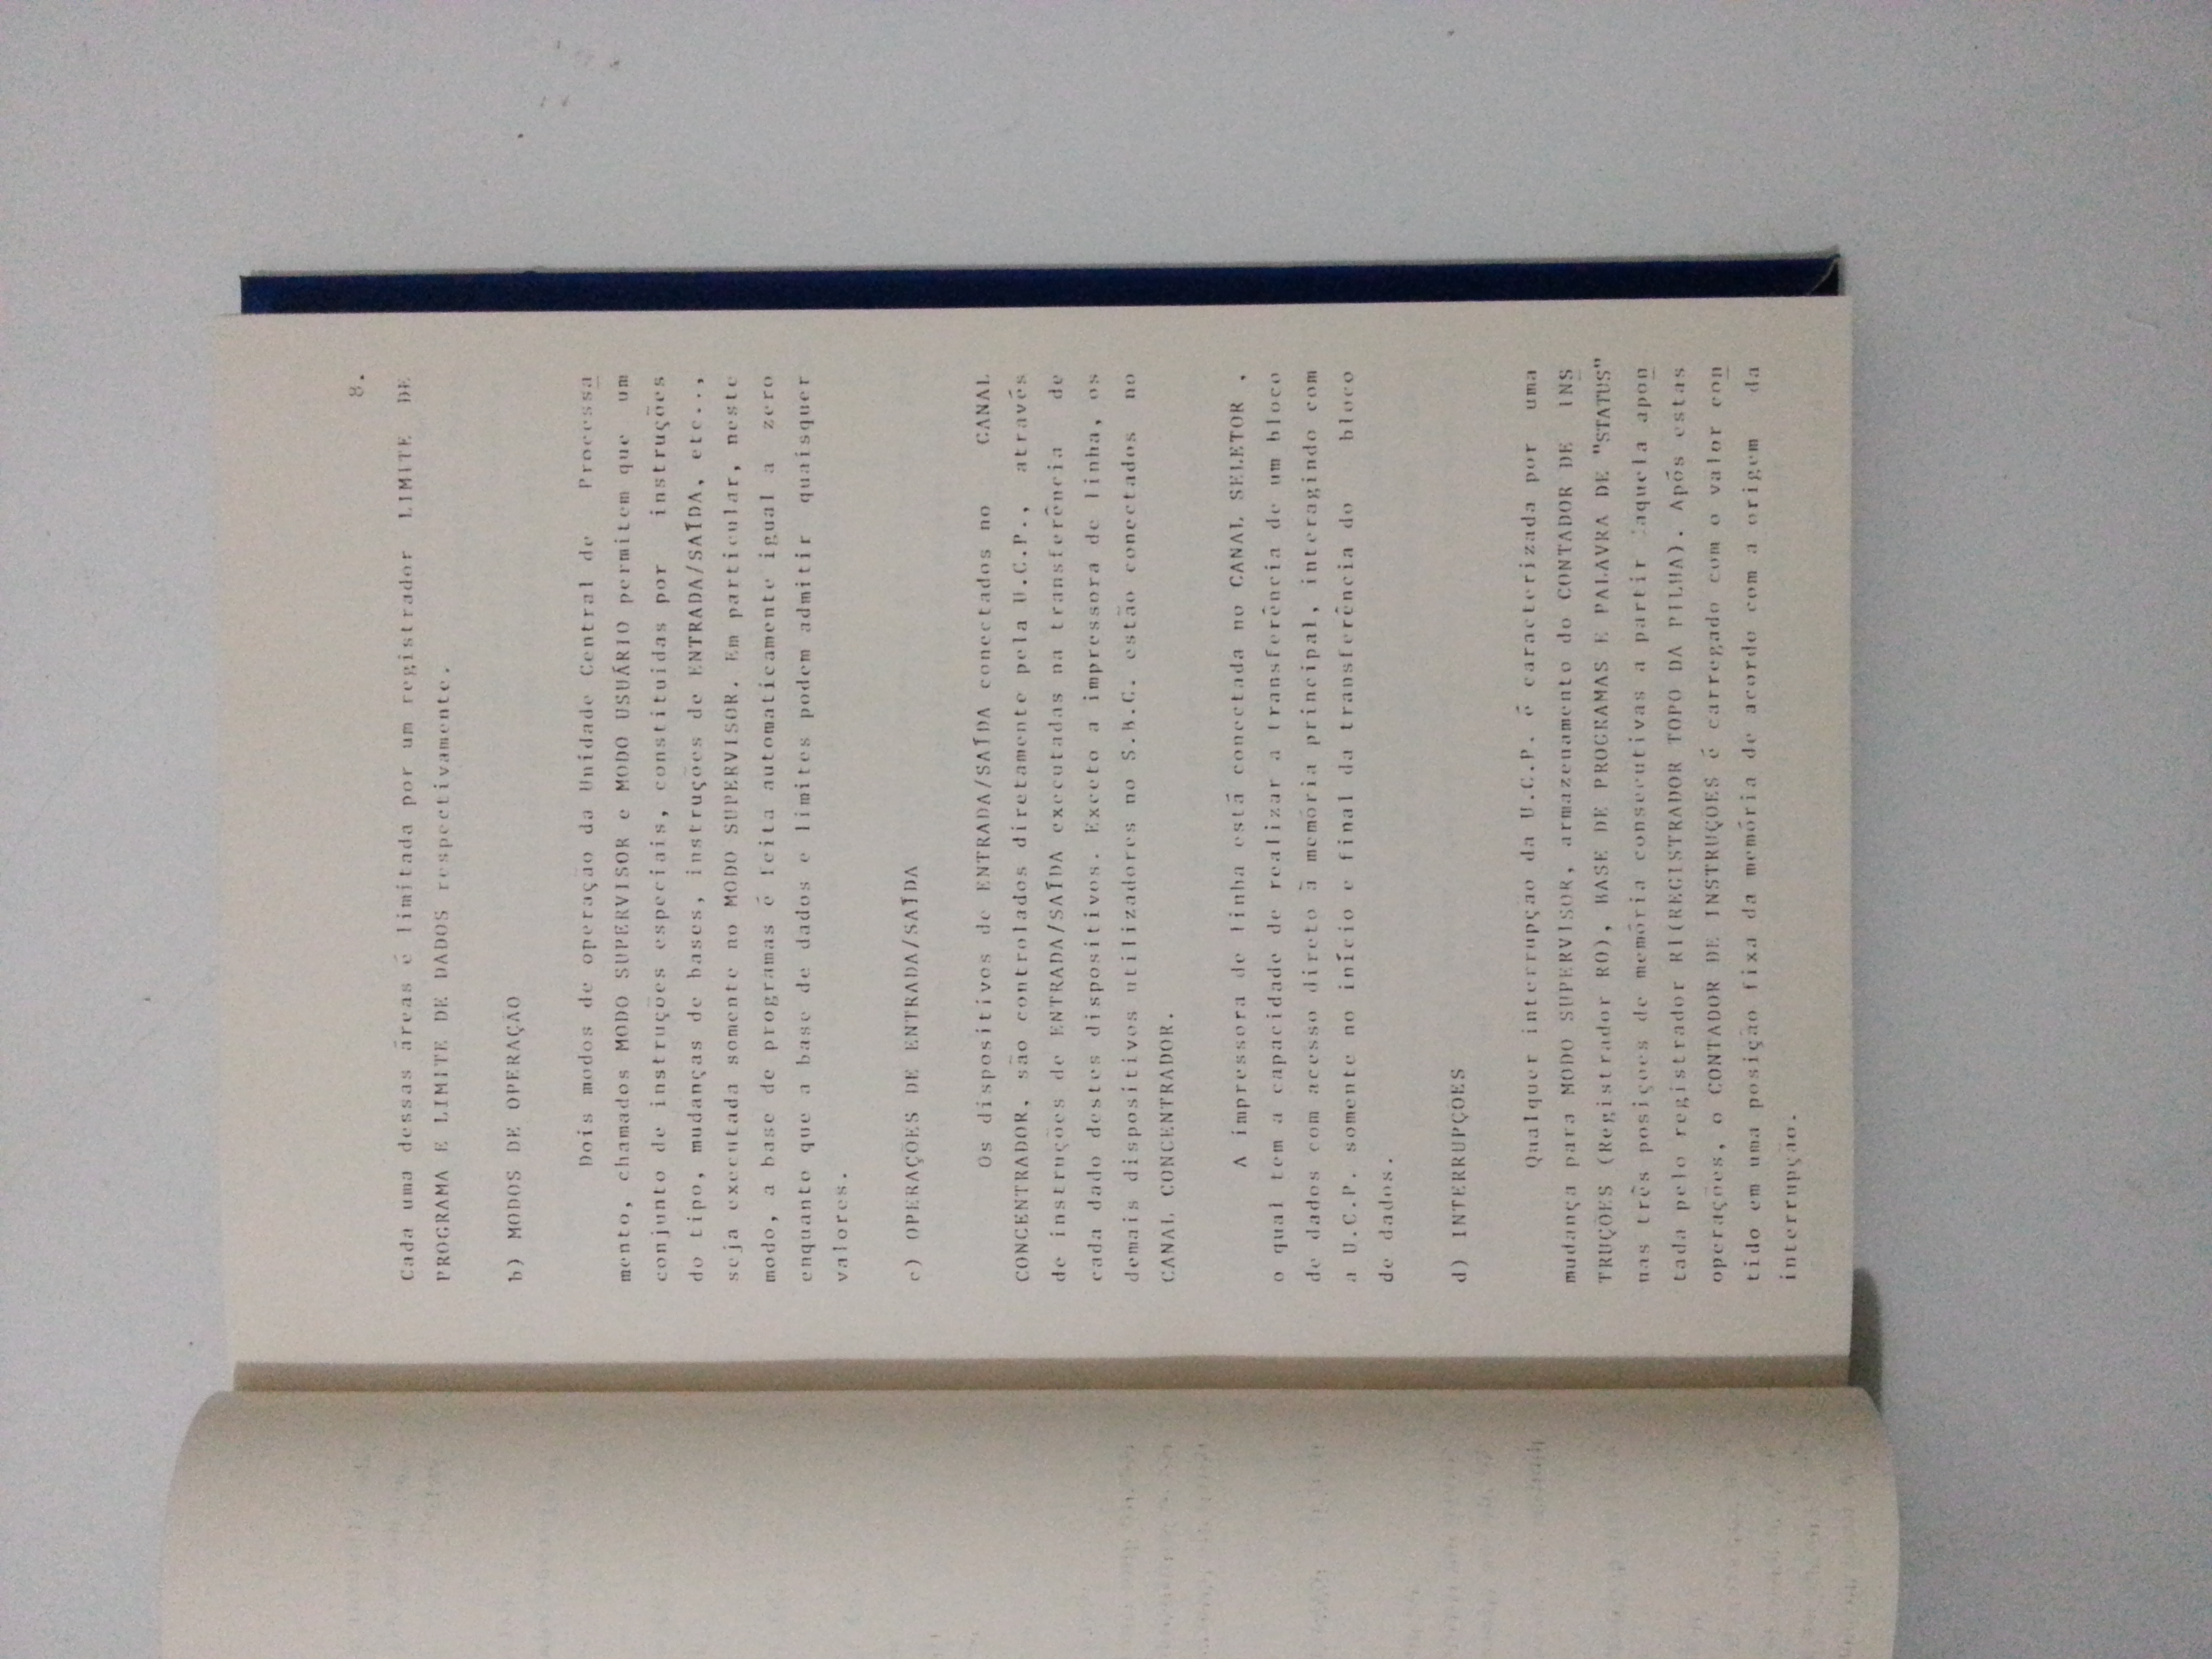 8.
Cada uma dessas áreas é limitada por um registrador LIMITE DE
PROGRAMA E LIMITE DE DADOS respectivamente.
b) MODOS DE OPERAÇÃO
Dois modos de operação da Unidade Central de Processa
mento, chamados MODO SUPERVISOR e MODO USUÁRIO permitem que um
conjunto de instruções especiais, constituidas por instruções
do tipo, mudanças de bases, instruções de ENTRADA/SAÍDA, etc..,
seja executada somente no MODO SUPERVISOR. Em particular, neste
modo, a base de programas é feita automaticamente igual a zero
enquanto que a base de dados e limites podem admitir quaisquer
valores.
c) OPERAÇÕES DE ENTRADA/SAÍDA
Os dispositivos de ENTRADA/SAÍDA conectados no CANAL
CONCENTRADOR, são controlados diretamente pela U.C.P., através
de instruções de ENTRADA/SAÍDA executadas na transferência de
cada dado destes dispositivos. Exceto a impressora de linha, os
demais dispositivos utilizadores no S.B.C. estão conectados no
CANAL CONCENTRADOR.
A impressora de linha está conectada no CANAL SELETOR ,
o qual tem a capacidade de realizar a transferência de um bloco
de dados com acesso direto à memória principal, interagindo com
a U.C.P. somente no início e final da transferência do bloco
de dados.
d) INTERRUPÇÕES
Qualquer interrupção da U.C.P. é caracterizada por uma
mudança para MODO SUPERVISOR, armazenamento do CONTADOR DE INS
TRUÇÕES (Registrador RO), BASE DE PROGRAMAS E PALAVRA DE "STATUS"
nas três posições de memória consecutivas a partir daquela apon
tada pelo registrador R1(REGISTRADOR TOPO DA PILHA). Após estas
operações, o CONTADOR DE INSTRUÇÕES é carregado com o valor con
tido em uma posição fixa da memória de acordo com a origem da
interrupção.